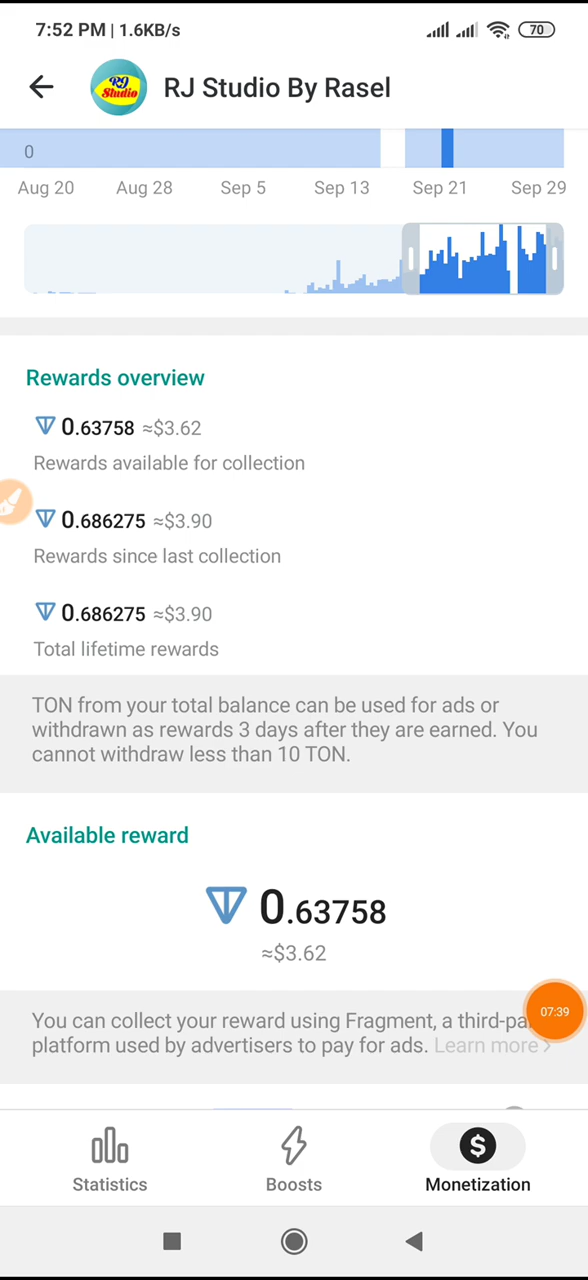 7:52 PM | 1.6KB/s
70
RJ Studio
RJ Studio By Rasel
0
Aug 20 Aug 28 Sep 5 Sep 13 Sep 21 Sep 29
Rewards overview
0.63758 ≈$3.62
Rewards available for collection
0.686275 ≈$3.90
Rewards since last collection
0.686275 ≈$3.90
Total lifetime rewards
TON from your total balance can be used for ads or
withdrawn as rewards 3 days after they are earned. You
cannot withdraw less than 10 TON.
Available reward
0.63758
≈$3.62
You can collect your reward using Fragment, a third-pa
07:39
platform used by advertisers to pay for ads. Learn more >
Statistics Boosts Monetization